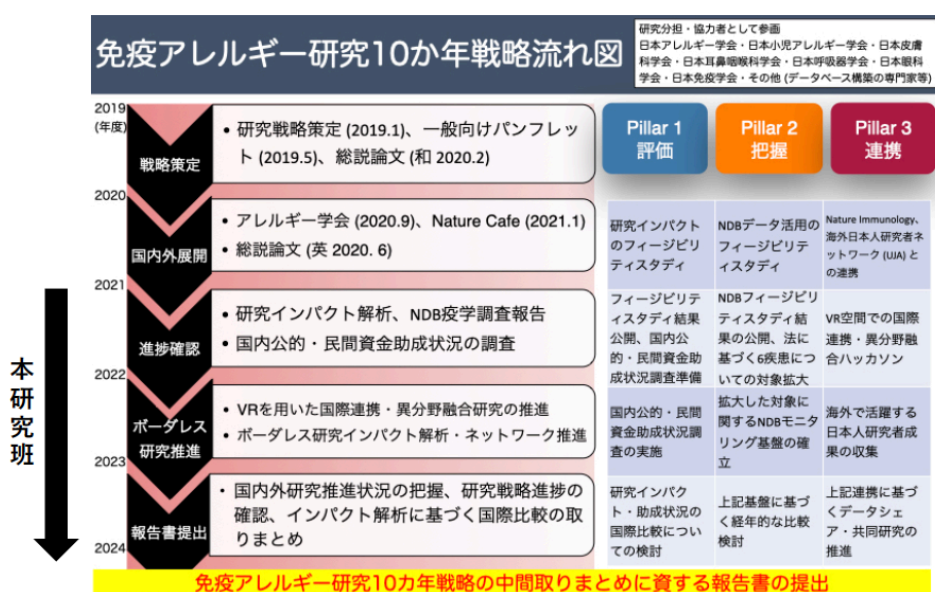 免疫アレルギー研究10か年戦略流れ図
研究分担・協力者として参画
日本アレルギー学会・日本小児アレルギー学会・日本皮膚
科学会・日本耳鼻咽喉科学会・日本呼吸器学会・日本眼科
学会・日本免疫学会・その他 (データベース構築の専門家等)
2019
(年度)
戦略策定
• 研究戦略策定 (2019.1)、一般向けパンフレッ
ト (2019.5)、総説論文 (和 2020.2)
Pillar 1
評価
Pillar 2
把握
Pillar 3
連携
2020
国内外展開
• アレルギー学会 (2020.9)、Nature Cafe (2021.1)
• 総説論文 (英 2020. 6)
研究インパクト
のフィージビリ
ティスタディ
NDBデータ活用の
フィージビリテ
ィスタディ
Nature Immunology、
海外日本人研究者ネ
ットワーク (UJA) と
の連携
2021
進捗確認
• 研究インパクト解析、NDB疫学調査報告
• 国内公的・民間資金助成状況の調査
フィージビリテ
ィスタディ結果
公開、国内公
的・民間資金助
成状況調査準備
NDBフィージビリ
ティスタディ結
果の公開、法に
基づく6疾患につ
いての対象拡大
VR空間での国際
連携・異分野融
合ハッカソン
2022
ボーダレス
研究推進
• VRを用いた国際連携・異分野融合研究の推進
• ボーダレス研究インパクト解析・ネットワーク推進
国内公的・民間
資金助成状況調
査の実施
拡大した対象に
関するNDBモニタ
リング基盤の確
立
海外で活躍する
日本人研究者成
果の収集
2023
報告書提出
• 国内外研究推進状況の把握、研究戦略進捗の
確認、インパクト解析に基づく国際比較の取
りまとめ
研究インパク
ト・助成状況の
国際比較につい
ての検討
上記基盤に基づ
く経年的な比較
検討
上記連携に基づ
くデータシェ
ア・共同研究の
推進
2024
本研究班
免疫アレルギー研究10カ年戦略の中間取りまとめに資する報告書の提出